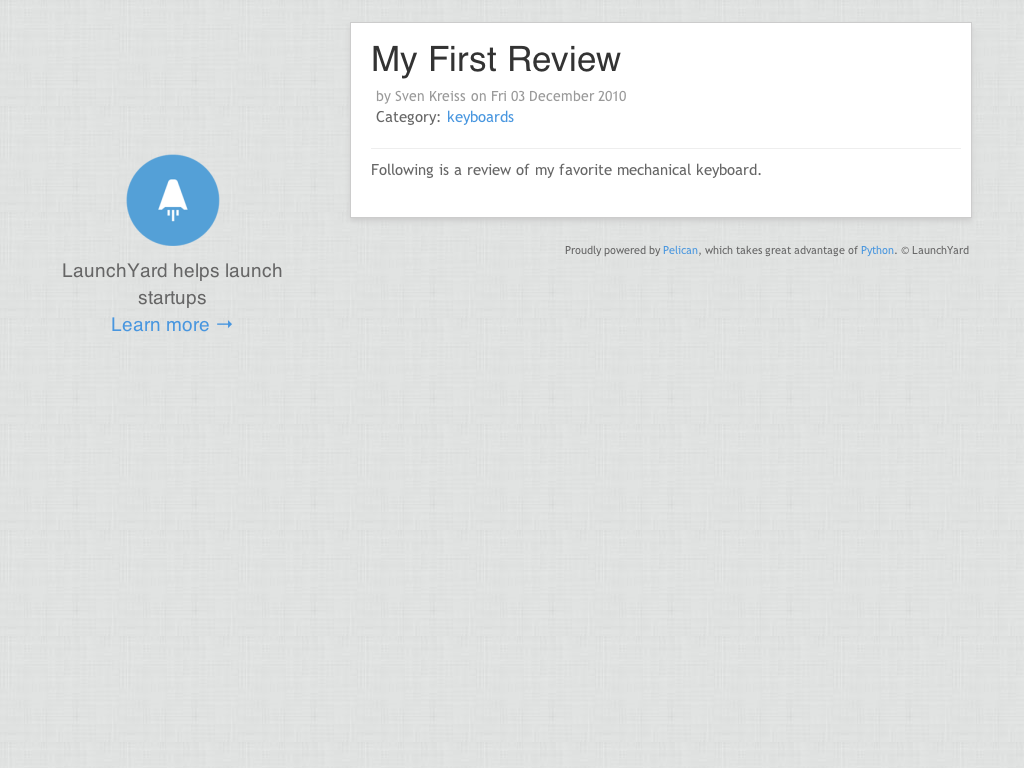 My First Review
by Sven Kreiss on Fri 03 December 2010
Category: keyboards
Following is a review of my favorite mechanical keyboard.
LaunchYard helps launch
startups
Learn more →
Proudly powered by Pelican, which takes great advantage of Python. © LaunchYard